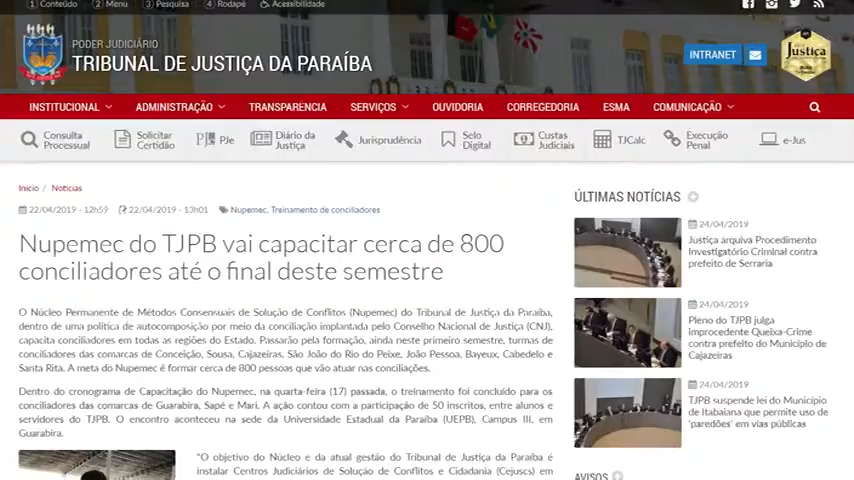 1 Conteúdo 2 Menu 3 Pesquisa 4 Rodapé Acessibilidade
PODER JUDICIÁRIO
TRIBUNAL DE JUSTIÇA DA PARAÍBA
INTRANET
Justiça
INSTITUCIONAL ADMINISTRAÇÃO TRANSPARÊNCIA SERVIÇOS OUVIDORIA CORREGEDORIA ESMA COMUNICAÇÃO
Consulta
Processual
Solicitar
Certidão
PJe PJe
Diário da
Justiça
Jurisprudência
Selo
Digital
Custas
Judiciais
TJCalc
Execução
Penal
e-Jus
Início / Notícias
22/04/2019 - 12h59 22/04/2019 - 13h01 Nupemec, Treinamento de conciliadores
Nupemec do TJPB vai capacitar cerca de 800
conciliadores até o final deste semestre
O Núcleo Permanente de Métodos Consensuais de Solução de Conflitos (Nupemec) do Tribunal de Justiça da Paraíba,
dentro de uma política de autocomposição por meio da conciliação implantada pelo Conselho Nacional de Justiça (CNJ),
capacita conciliadores em todas as regiões do Estado. Passarão pela formação, ainda neste primeiro semestre, turmas de
conciliadores das comarcas de Conceição, Sousa, Cajazeiras, São João do Rio do Peixe, João Pessoa, Bayeux, Cabedelo e
Santa Rita. A meta do Nupemec é formar cerca de 800 pessoas que vão atuar nas conciliações.
Dentro do cronograma de Capacitação do Nupemec, na quarta-feira (17) passada, o treinamento foi concluído para os
conciliadores das comarcas de Guarabira, Sapé e Mari. A ação contou com a participação de 50 inscritos, entre alunos e
servidores do TJPB. O encontro aconteceu na sede da Universidade Estadual da Paraíba (UEPB), Campus III, em
Guarabira.
"O objetivo do Núcleo e da atual gestão do Tribunal de Justiça da Paraíba é
instalar Centros Judiciários de Solução de Conflitos e Cidadania (Cejuscs) em
ÚLTIMAS NOTÍCIAS
24/04/2019
Justiça arquiva Procedimento
Investigatório Criminal contra
prefeito de Serraria
24/04/2019
Pleno do TJPB julga
improcedente Queixa-Crime
contra prefeito do Município de
Cajazeiras
24/04/2019
TJPB suspende lei do Município
de Itabaiana que permite uso de
'paredões' em vias públicas
AVISOS